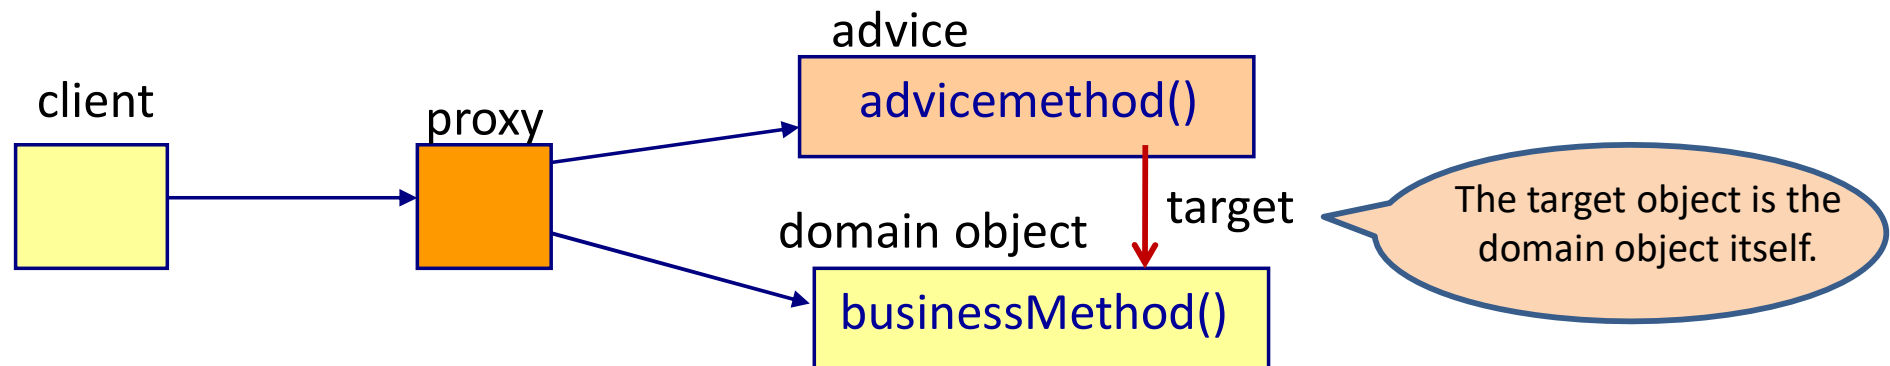 client
proxy
advice
advicemethod()
target
domain object
businessMethod()
The target object is the
domain object itself.